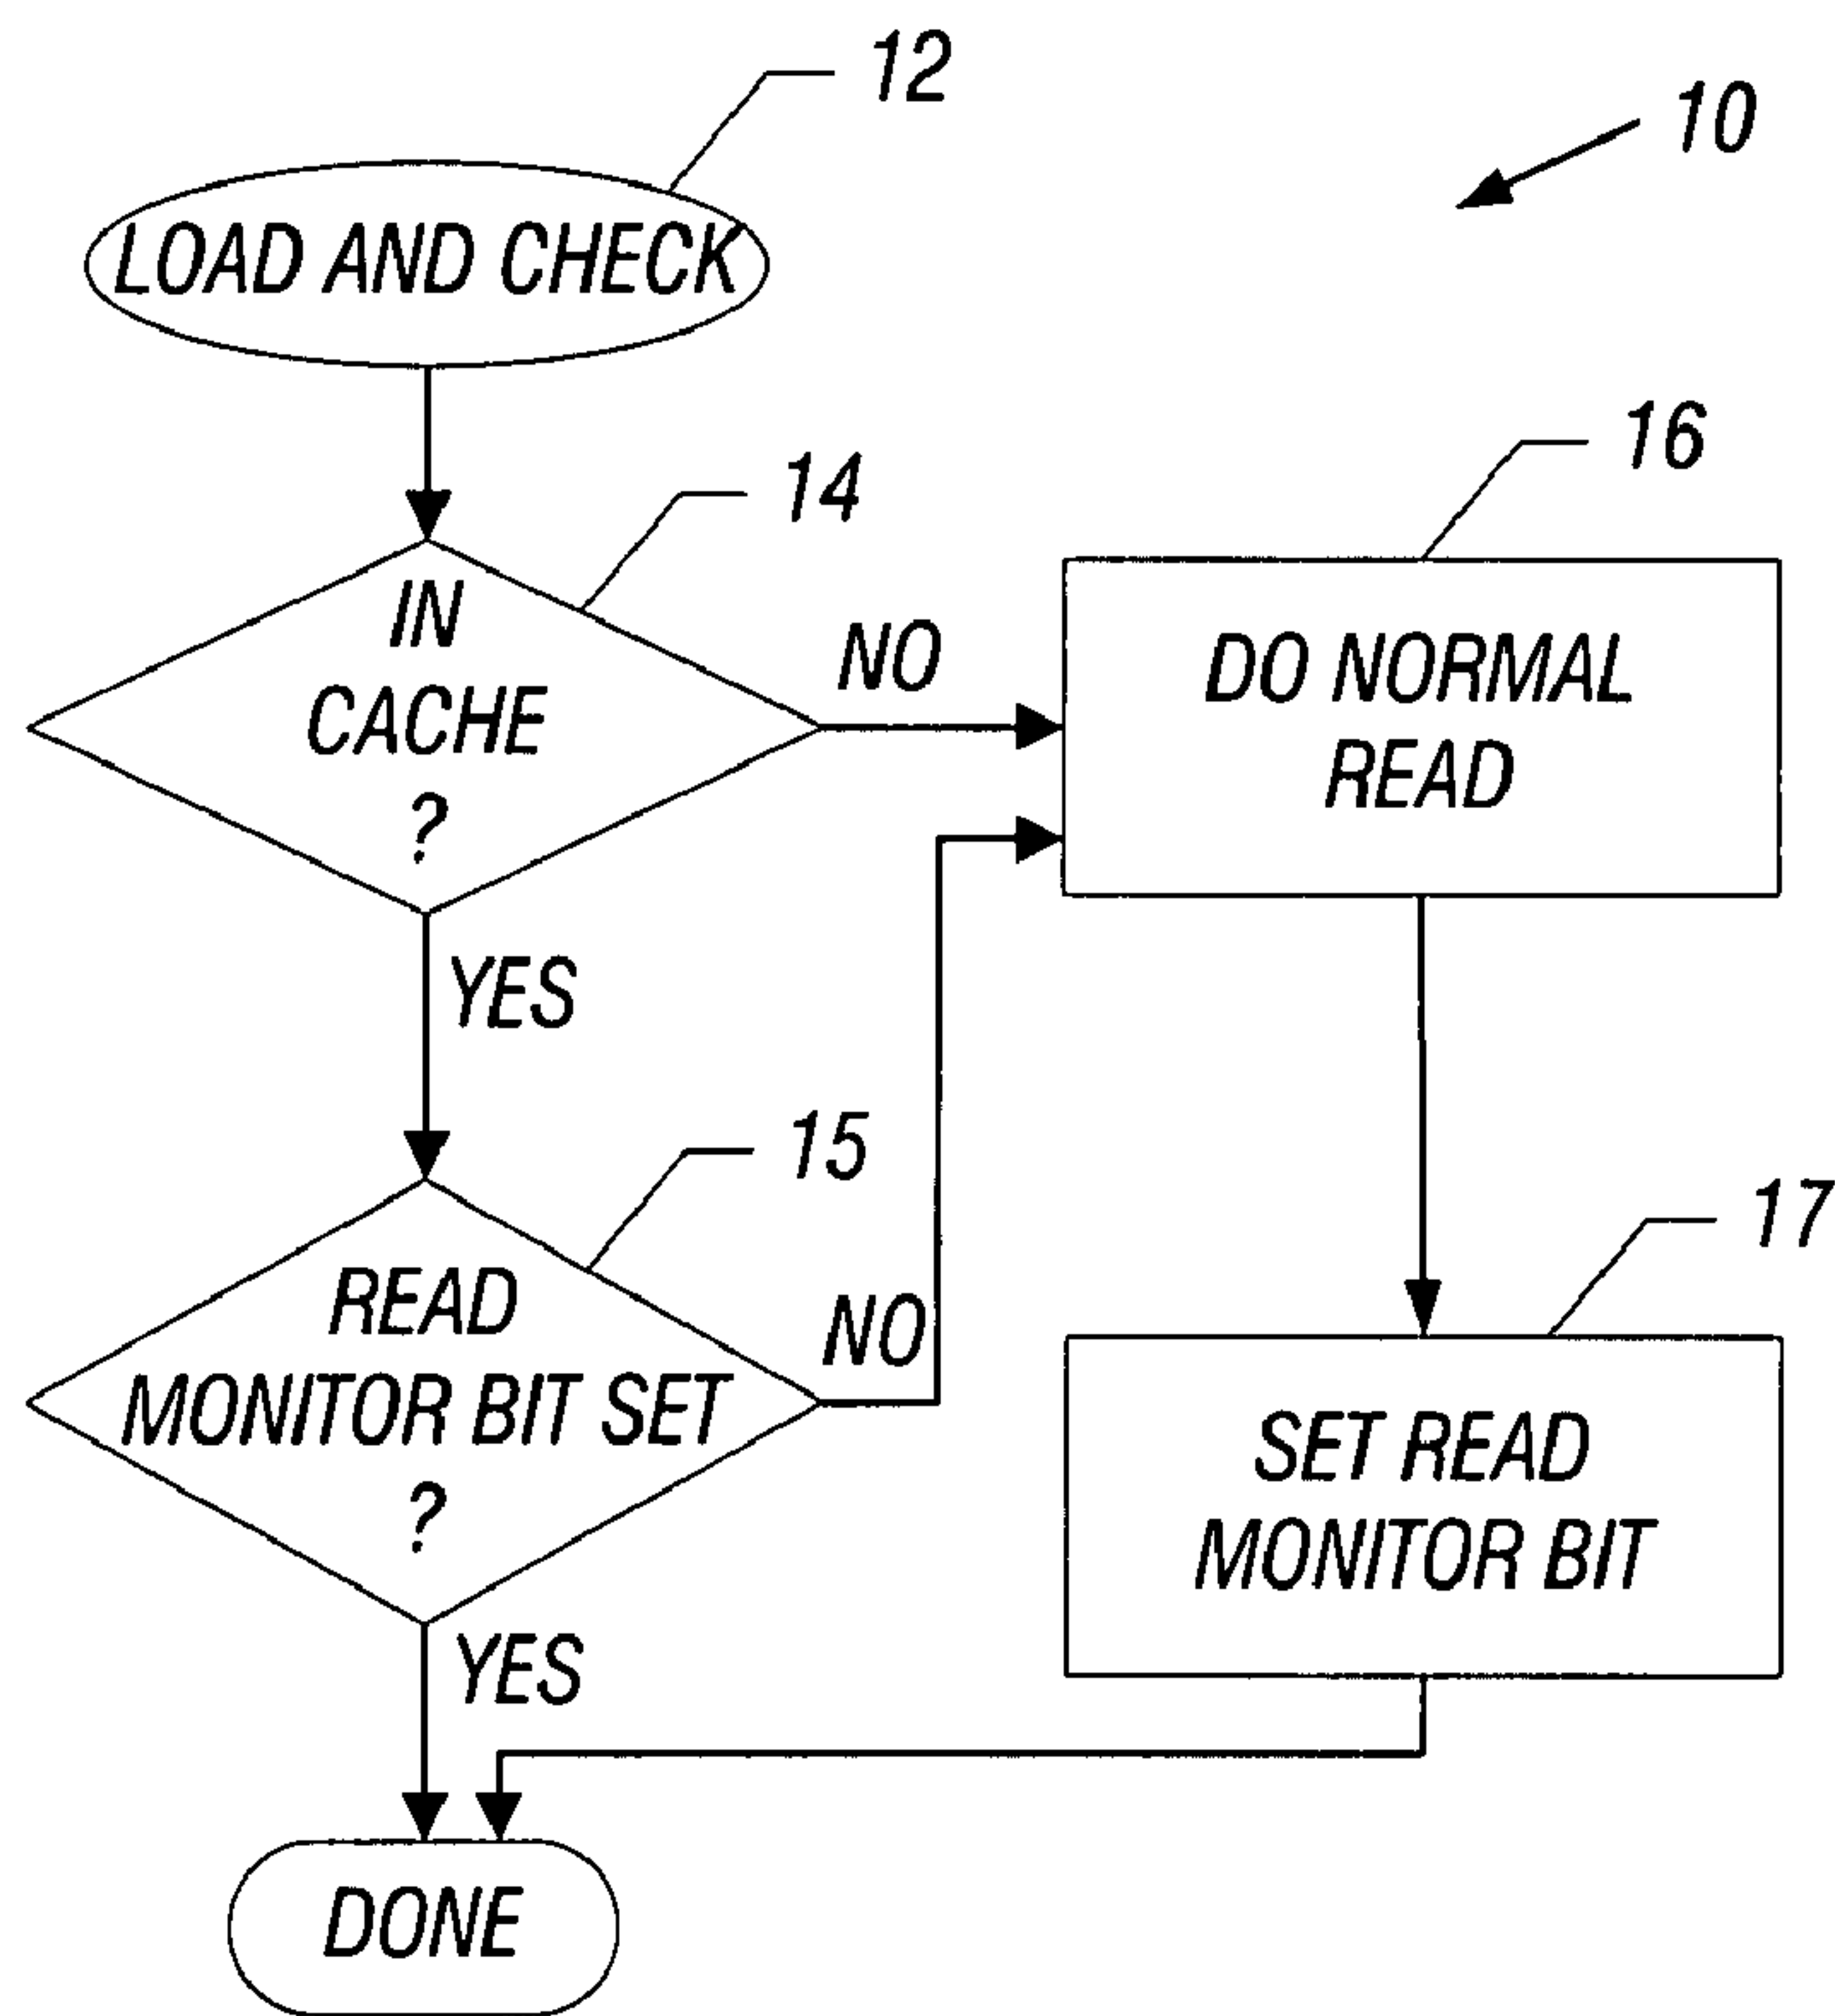 12
10
LOAD AND CHECK
14
16
IN
CACHE
?
NO
DO NORMAL
READ
YES
15
17
READ
MONITOR BIT SET
?
NO
SET READ
MONITOR BIT
YES
DONE